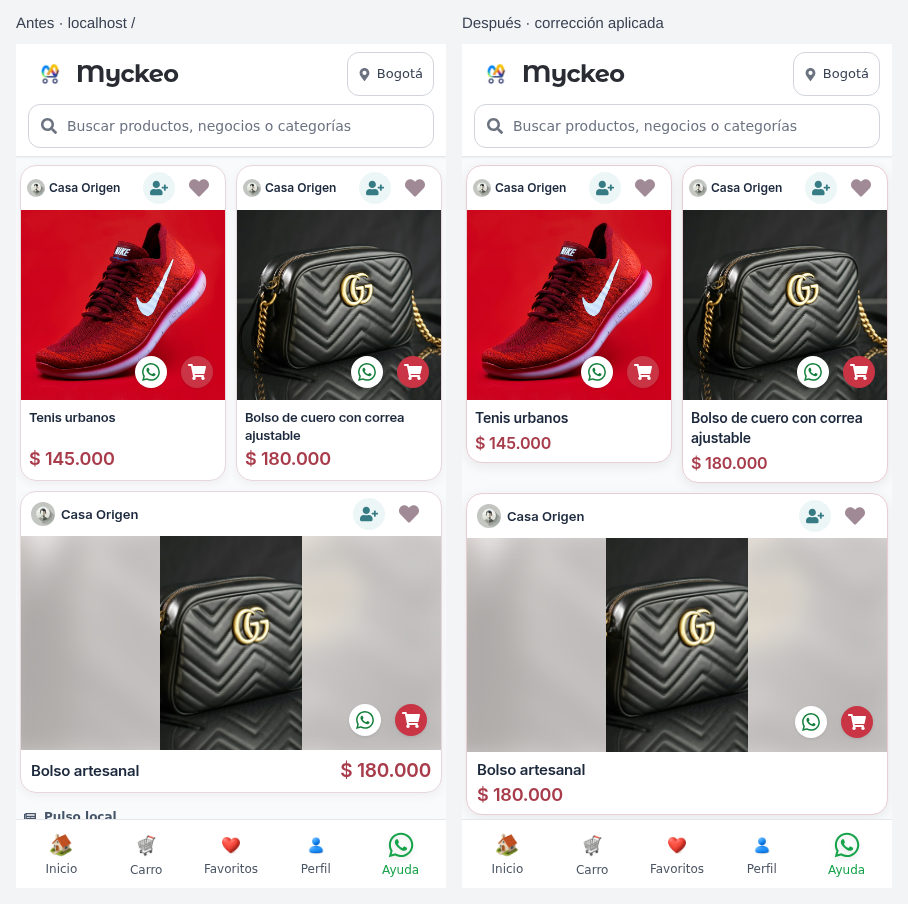 Antes · localhost /
Myckeo
Bogotá
Buscar productos, negocios o categorías
Casa Origen
Casa Origen
NIKE
Tenis urbanos
$ 145.000
Bolso de cuero con correa
ajustable
$ 180.000
Casa Origen
Bolso artesanal
$ 180.000
Pulso local
Inicio
Carro
Favoritos
Perfil
Ayuda
Después · corrección aplicada
Myckeo
Bogotá
Buscar productos, negocios o categorías
Casa Origen
Casa Origen
NIKE
Tenis urbanos
$ 145.000
Bolso de cuero con correa
ajustable
$ 180.000
Casa Origen
Bolso artesanal
$ 180.000
Inicio
Carro
Favoritos
Perfil
Ayuda